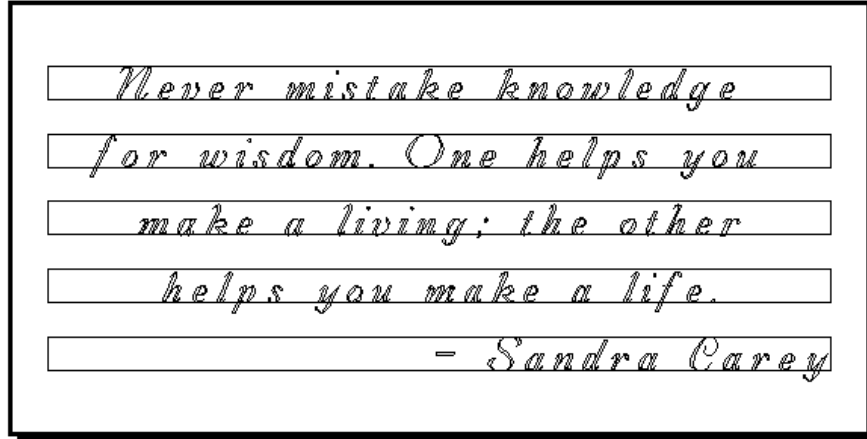 Never mistake knowledge
for wisdom. One helps you
make a living; the other
helps you make a life.
- Sandra Carey